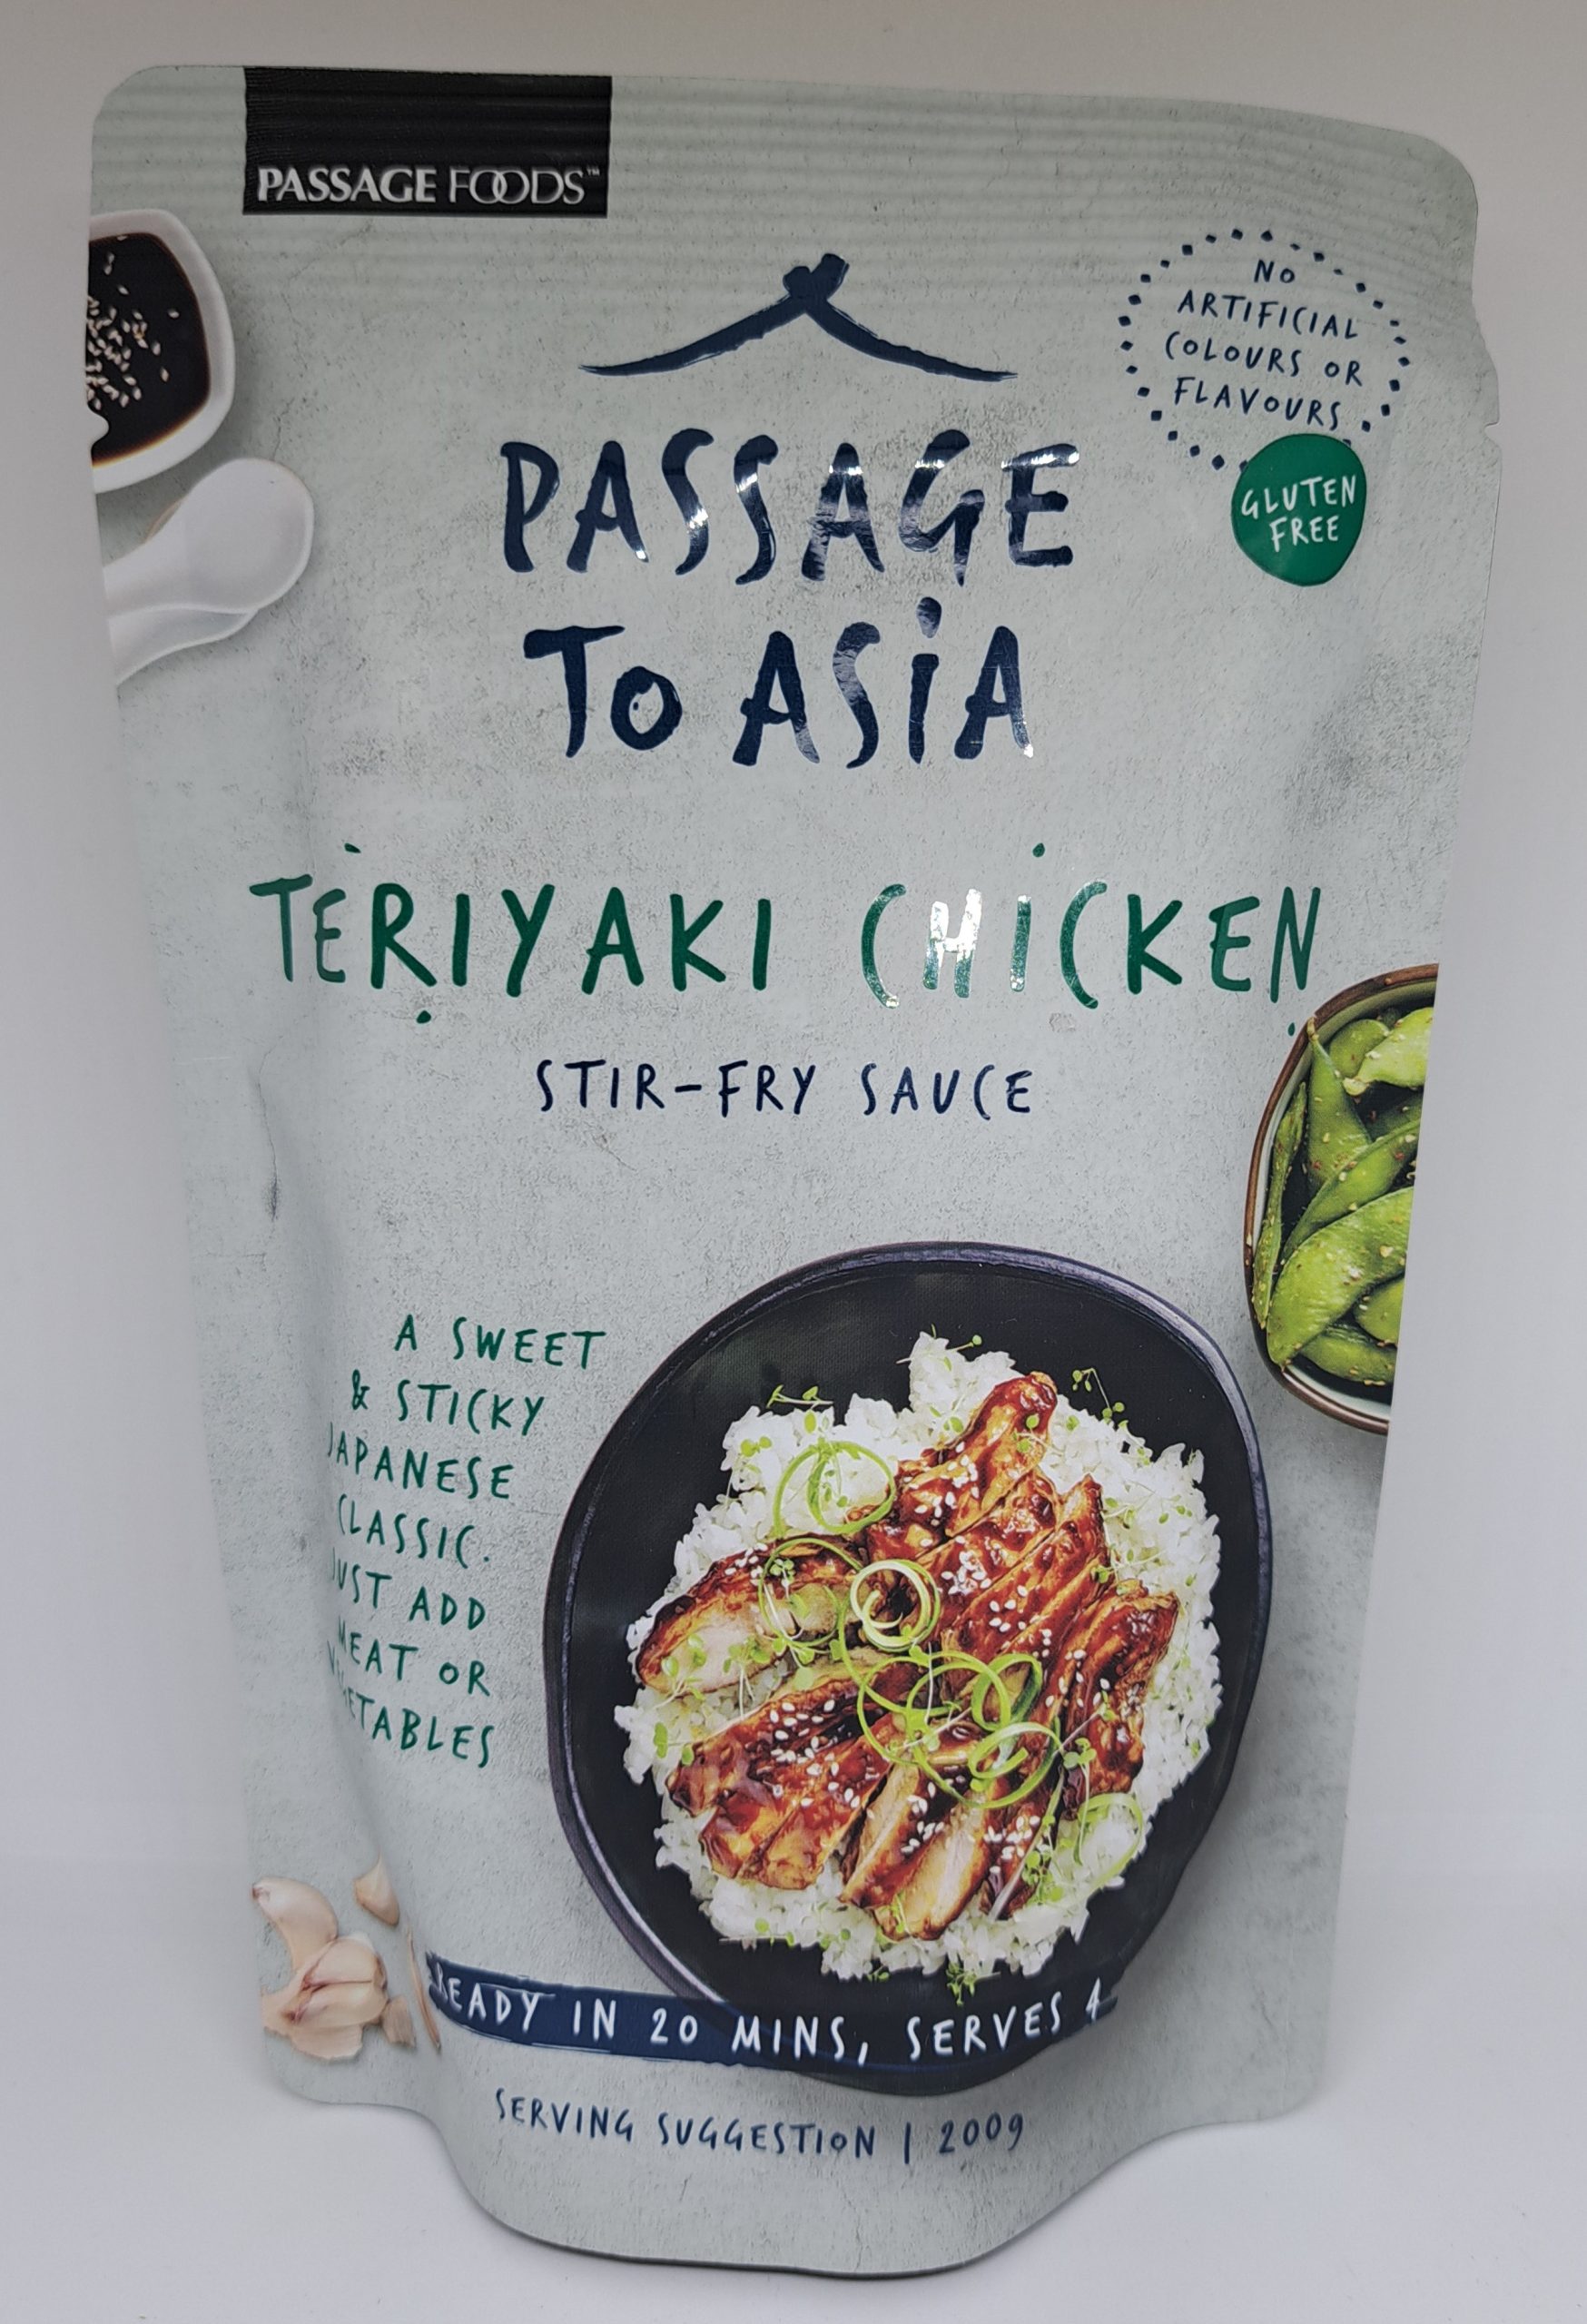 PASSAGE FOODS™
NO
ARTIFICIAL
COLOURS OR
FLAVOURS
GLUTEN
FREE
PASSAGE
TO ASIA
TERIYAKI CHICKEN
STIR-FRY SAUCE
A SWEET
& STICKY
JAPANESE
CLASSIC.
JUST ADD
MEAT OR
VEGETABLES
READY IN 20 MINS, SERVES 4
SERVING SUGGESTION | 200g